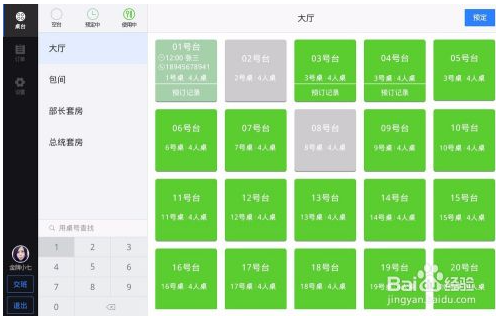 桌台
空台
预定中
使用中
大厅
预定
订单
设置
大厅
包间
部长套房
总统套房
01号台
12:00 张三
18945678941
1号桌·4人桌
预订记录
02号台
2号桌·4人桌
03号台
3号桌·4人桌
预订记录
04号台
3号桌·4人桌
预订记录
05号台
5号桌·4人桌
06号台
6号桌·4人桌
07号台
7号桌·4人桌
08号台
8号桌·4人桌
09号台
9号桌·4人桌
10号台
10号桌·4人桌
11号台
11号桌·4人桌
12号台
12号桌·4人桌
13号台
13号桌·4人桌
14号台
14号桌·4人桌
15号台
15号桌·4人桌
16号台
16号桌·4人桌
17号台
17号桌·4人桌
18号台
18号桌·4人桌
19号台
19号桌·4人桌
20号台
20号桌·4人桌
用桌号查找
1 2 3
4 5 6
7 8 9
0
金牌小七
交班
退出
Baidu经验
jingyan.baidu.com